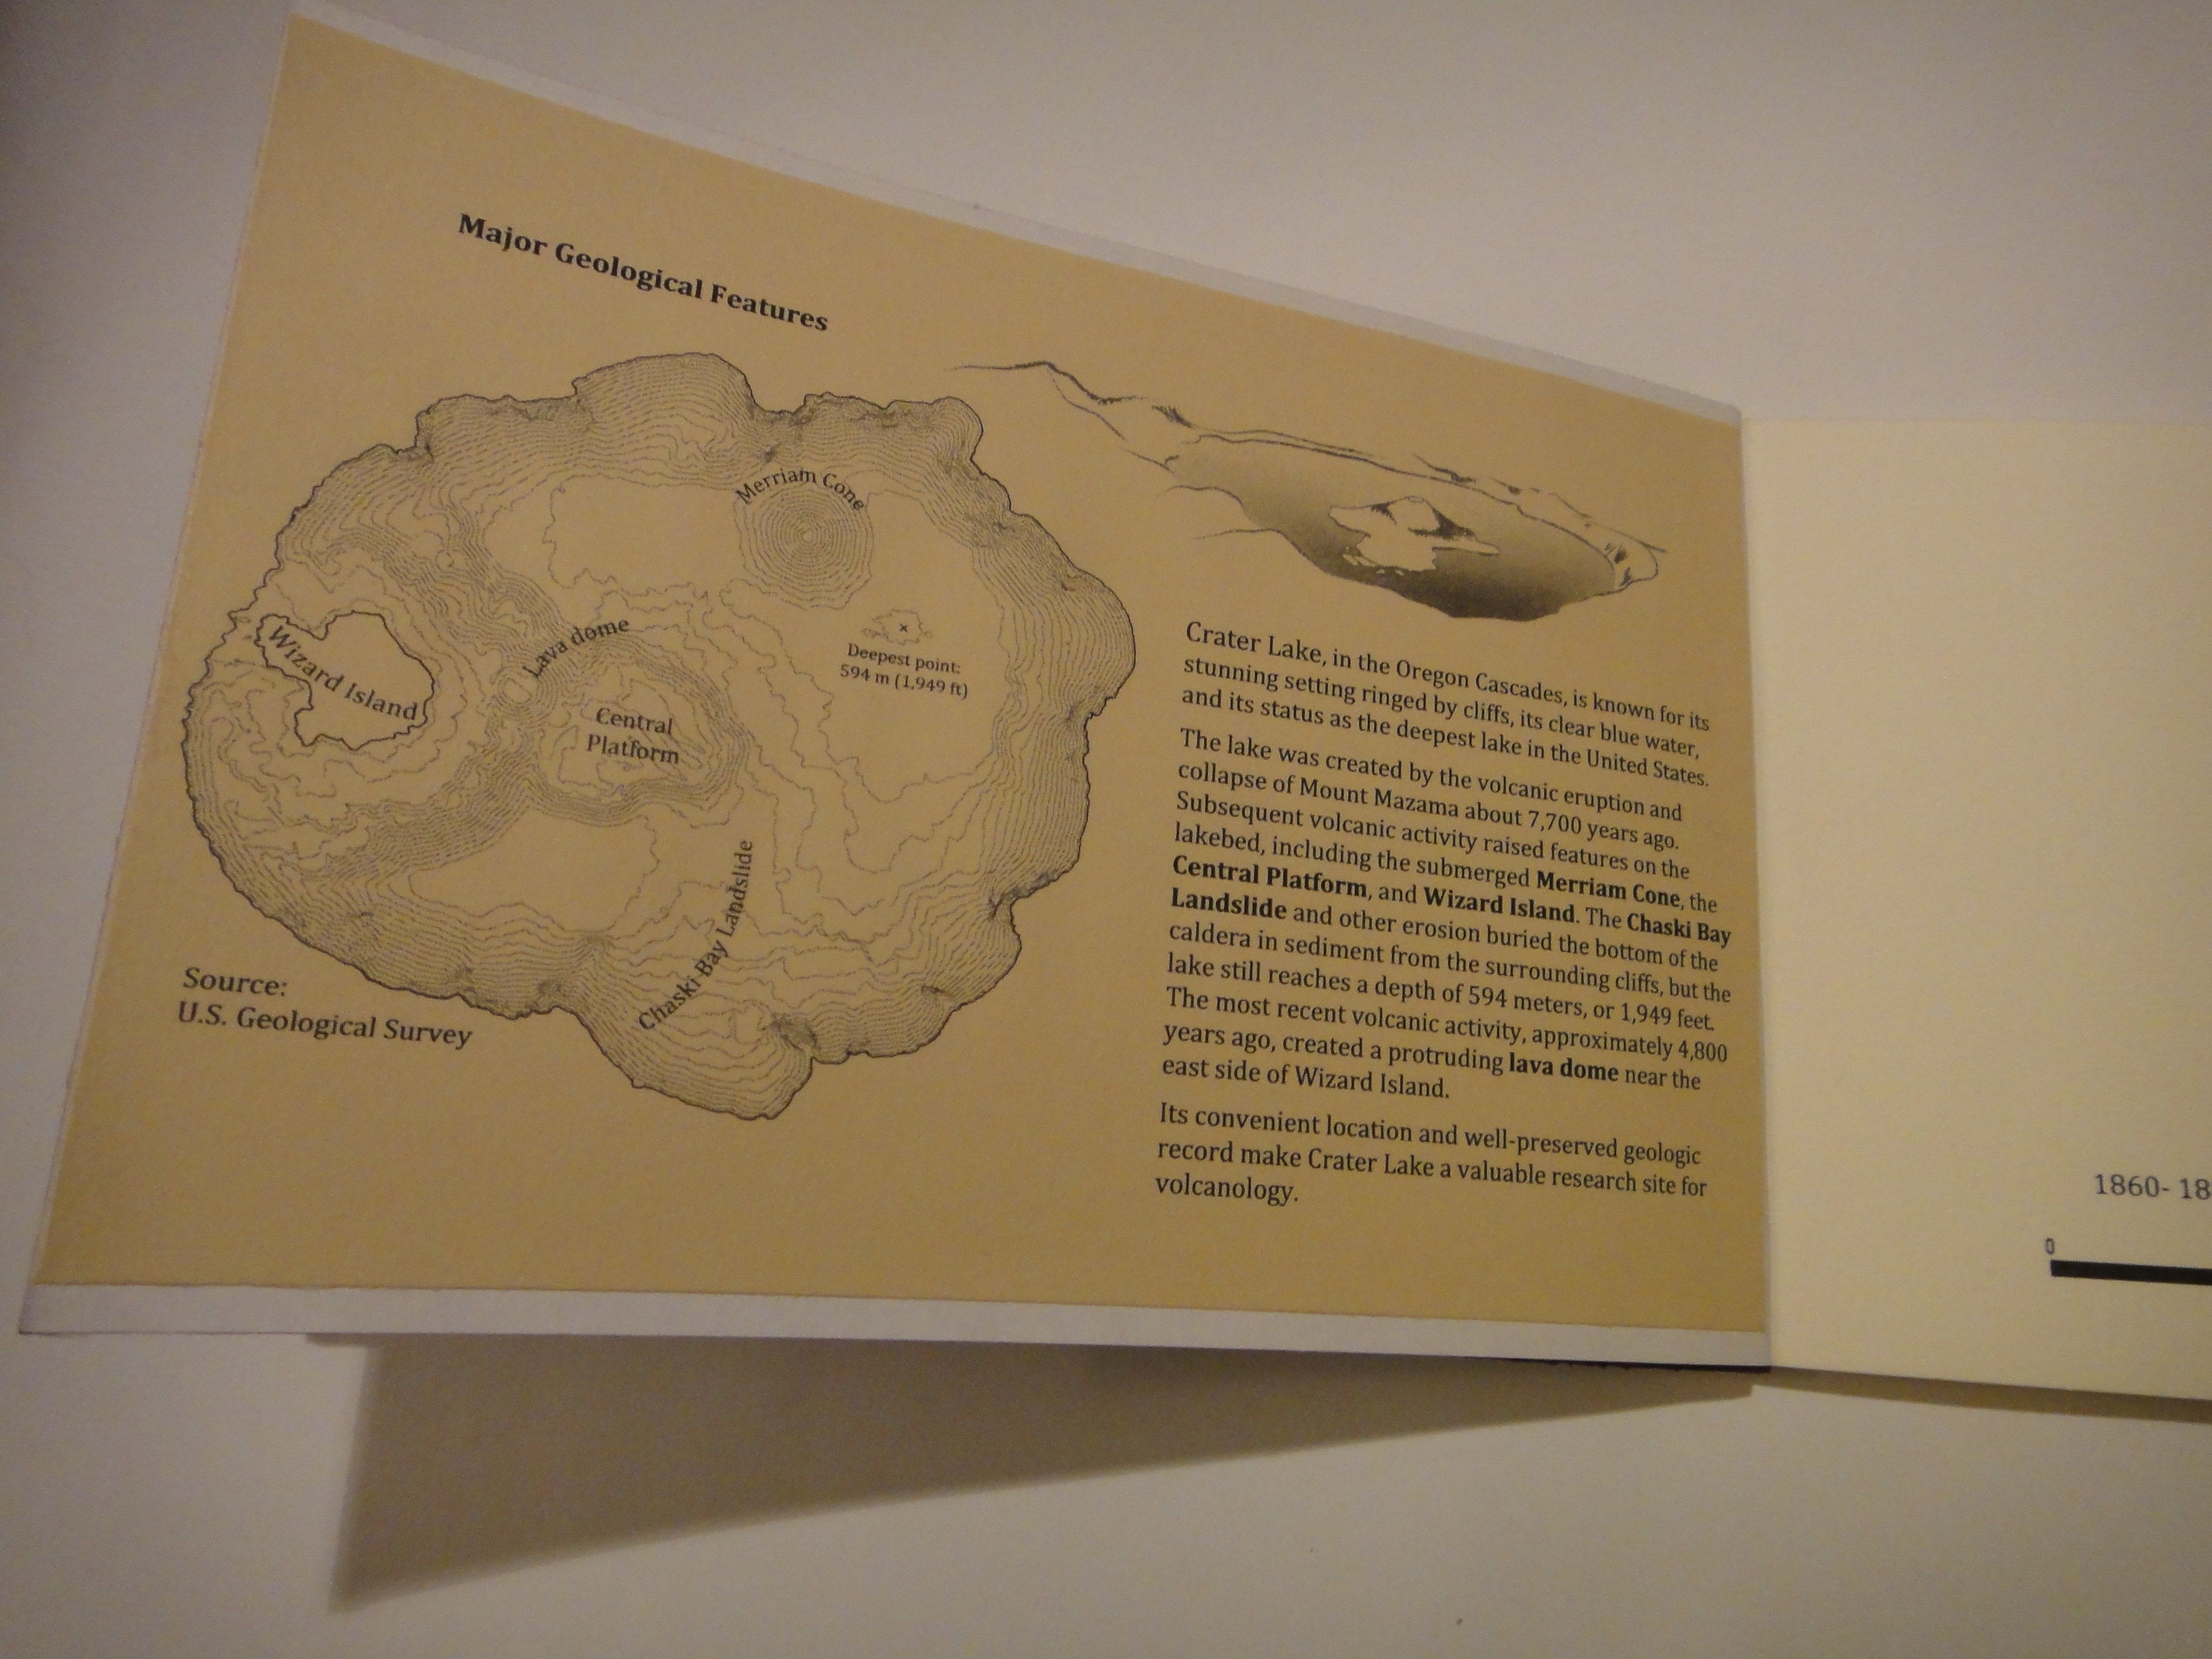 Major Geological Features
Merriam Cone
Lava dome
Wizard Island
Deepest point:
594 m (1,949 ft)
Central
Platform
Chaski Bay Landslide
Source:
U.S. Geological Survey
Crater Lake, in the Oregon Cascades, is known for its
stunning setting ringed by cliffs, its clear blue water,
and its status as the deepest lake in the United States.
The lake was created by the volcanic eruption and
collapse of Mount Mazama about 7,700 years ago.
Subsequent volcanic activity raised features on the
lakebed, including the submerged Merriam Cone, the
Central Platform, and Wizard Island. The Chaski Bay
Landslide and other erosion buried the bottom of the
caldera in sediment from the surrounding cliffs, but the
lake still reaches a depth of 594 meters, or 1,949 feet.
The most recent volcanic activity, approximately 4,800
years ago, created a protruding lava dome near the
east side of Wizard Island.
Its convenient location and well-preserved geologic
record make Crater Lake a valuable research site for
volcanology.
1860- 18
0